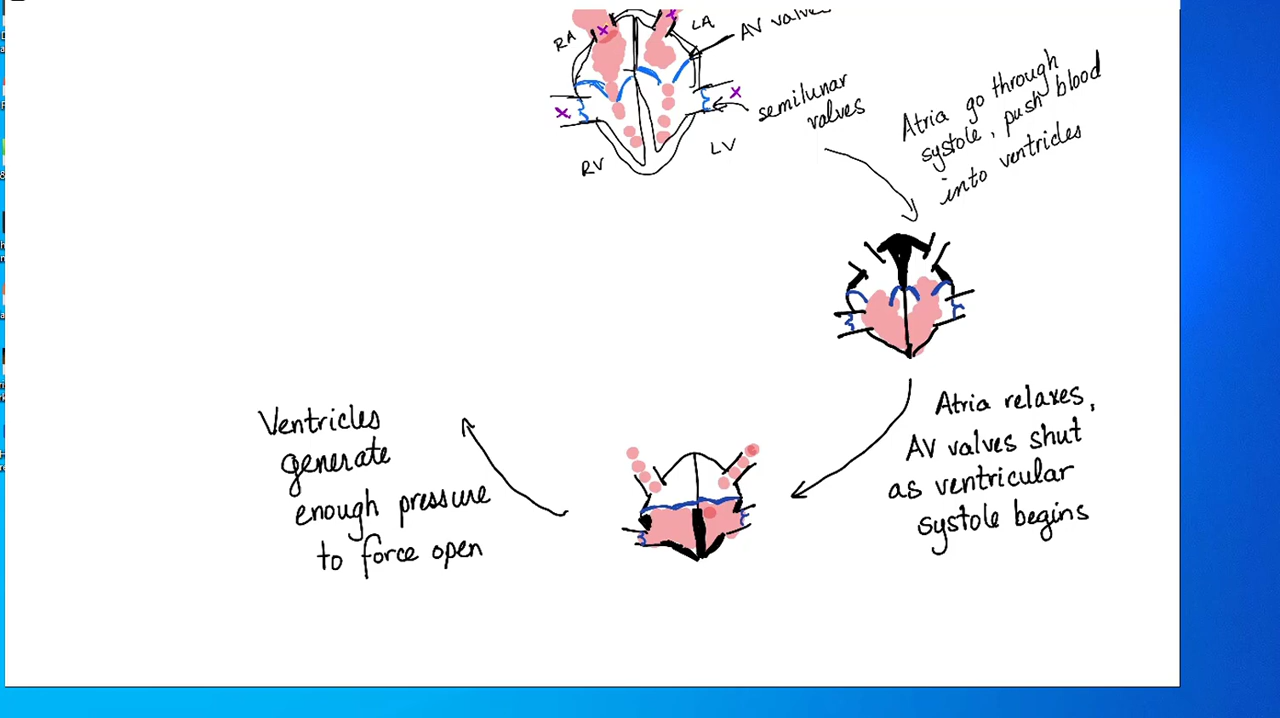 RA
LA
AV valves
semilunar
valves
RV
LV
Atria go through
systole, push blood
into ventricles
Atria relaxes,
AV valves shut
as ventricular
systole begins
Ventricles
generate
enough pressure
to force open